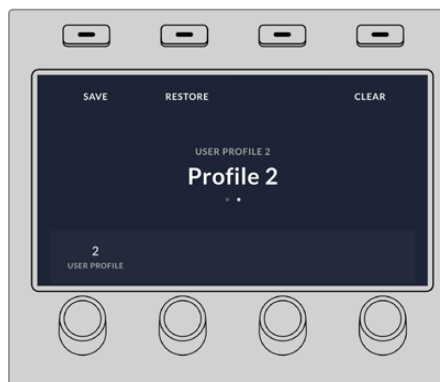 SAVE RESTORE CLEAR
USER PROFILE 2
Profile 2
2
USER PROFILE